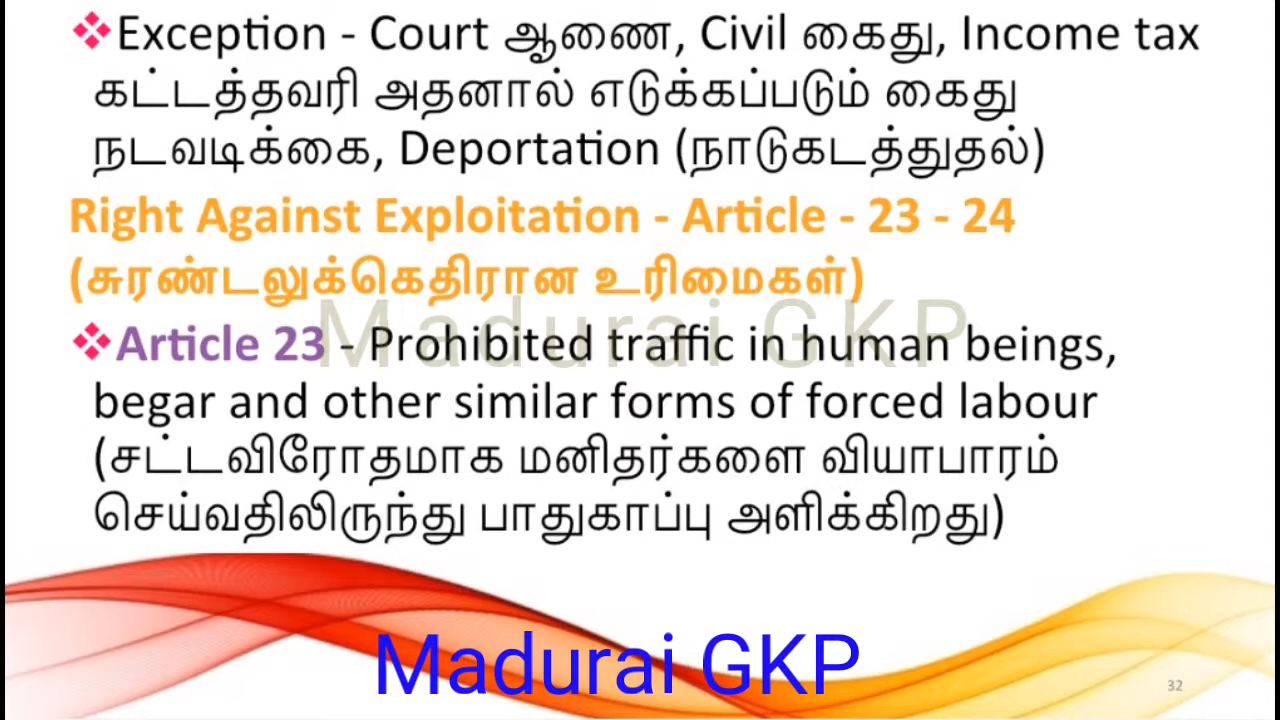 ❖Exception - Court ஆணை, Civil கைது, Income tax
கட்டத்தவரி அதனால் எடுக்கப்படும் கைது
நடவடிக்கை, Deportation (நாடுகடத்துதல்)
Right Against Exploitation - Article - 23 - 24
(சுரண்டலுக்கெதிரான உரிமைகள்)
Madurai GKP
❖Article 23 - Prohibited traffic in human beings,
begar and other similar forms of forced labour
(சட்டவிரோதமாக மனிதர்களை வியாபாரம்
செய்வதிலிருந்து பாதுகாப்பு அளிக்கிறது)
Madurai GKP
32